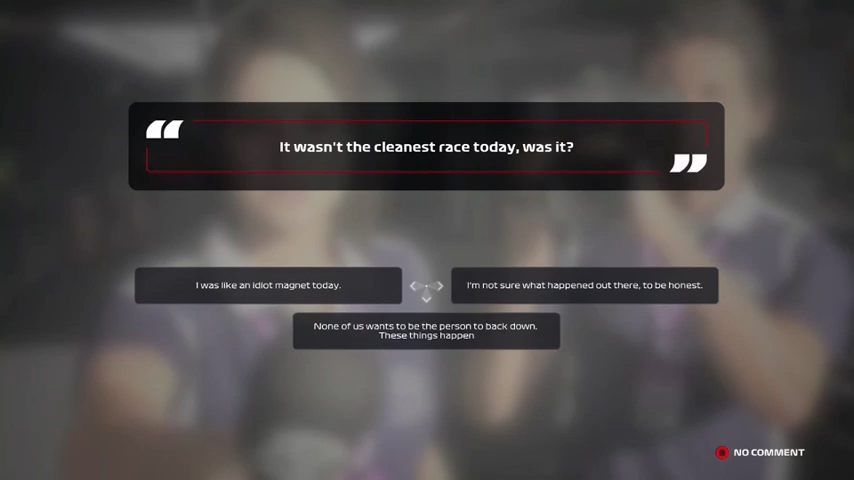 It wasn't the cleanest race today, was it?
I was like an idiot magnet today.
I'm not sure what happened out there, to be honest.
None of us wants to be the person to back down.
These things happen
NO COMMENT